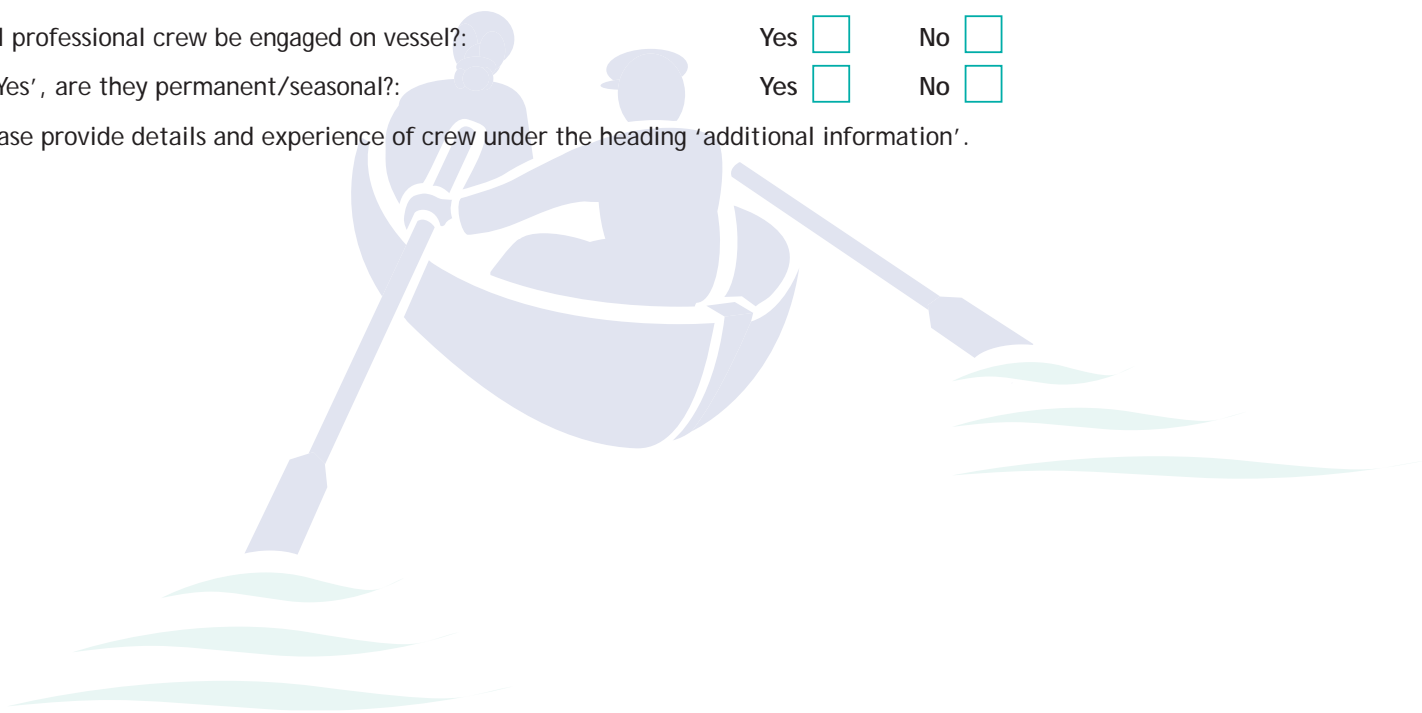 l professional crew be engaged on vessel?: Yes No
Yes', are they permanent/seasonal?: Yes No
ase provide details and experience of crew under the heading ‘additional information’.